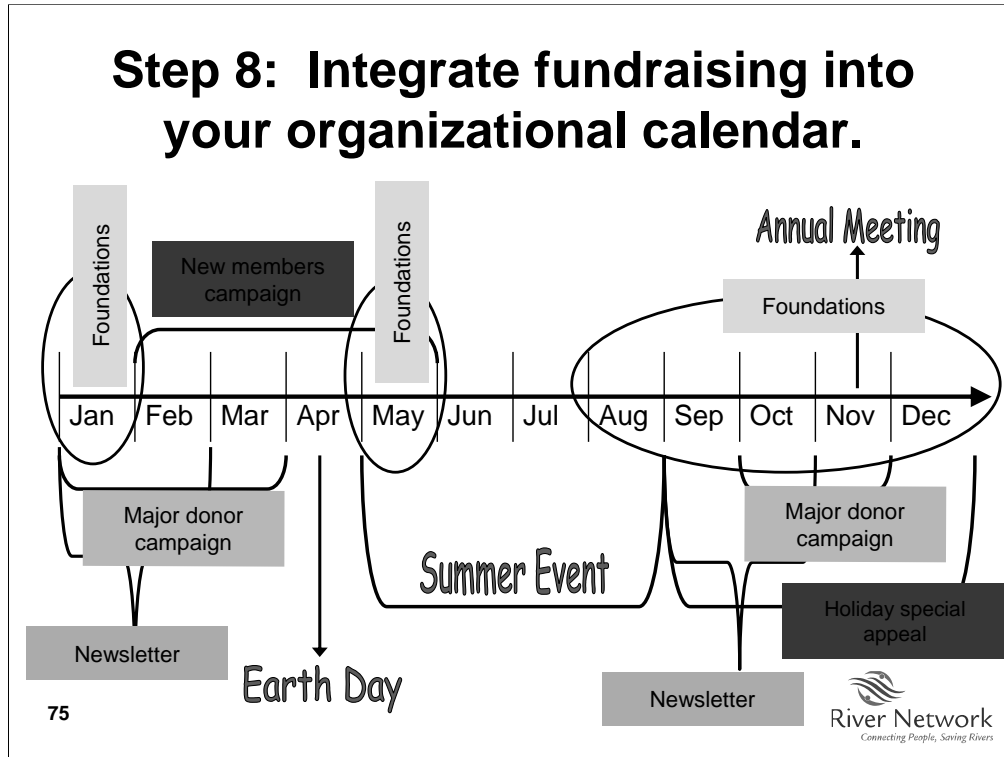 Step 8:  Integrate fundraising into
your organizational calendar.
Foundations
New members
campaign
Foundations
Annual Meeting
Foundations
Jan
Feb
Mar
Apr
May
Jun
Jul
Aug
Sep
Oct
Nov
Dec
Major donor
campaign
Major donor
campaign
Summer Event
Holiday special
appeal
Newsletter
Earth Day
Newsletter
75
River Network
Connecting People, Saving Rivers